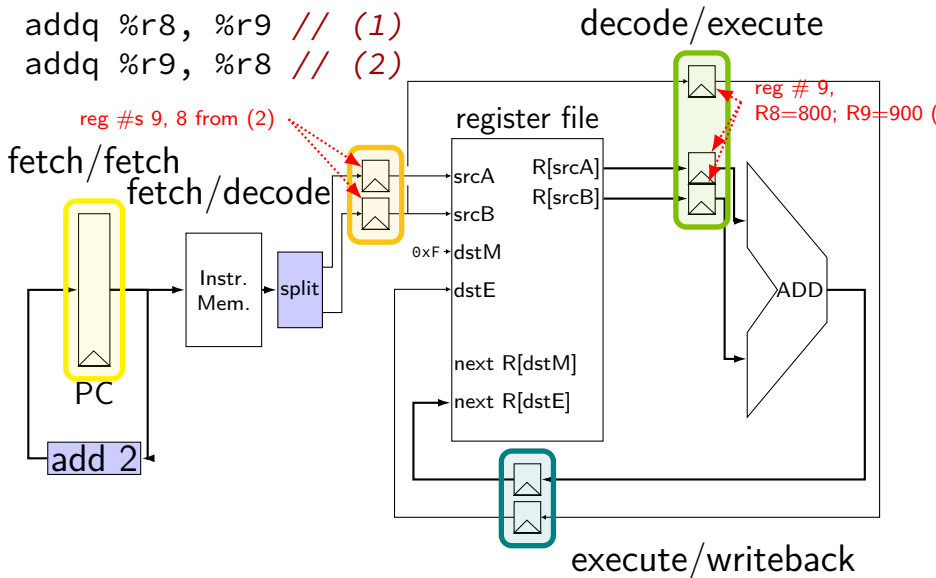 addq %r8, %r9 // (1)
addq %r9, %r8 // (2)
decode/execute
reg # 9,
R8=800; R9=900 (
reg #s 9, 8 from (2)
register file
fetch/fetch
fetch/decode
srcA
R[srcA]
srcB
R[srcB]
0xF
dstM
dstE
Instr.
Mem.
split
ADD
next R[dstM]
PC
next R[dstE]
add 2
execute/writeback